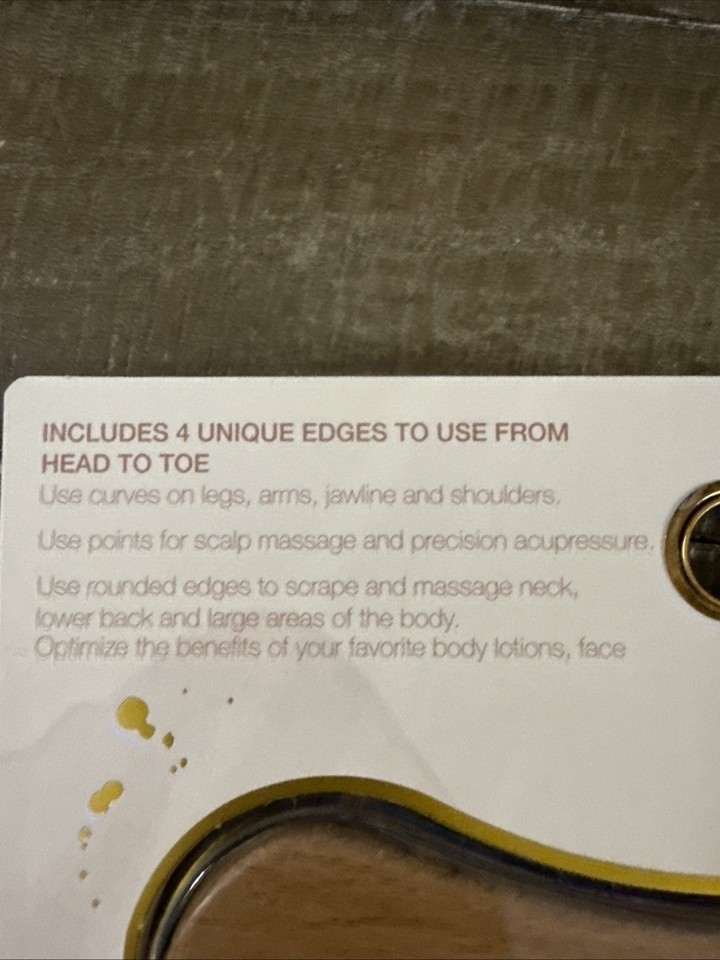 INCLUDES 4 UNIQUE EDGES TO USE FROM
HEAD TO TOE
Use curves on legs, arms, jawline and shoulders.
Use points for scalp massage and precision acupressure.
Use rounded edges to scrape and massage neck,
lower back and large areas of the body.
Optimize the benefits of your favorite body lotions, face